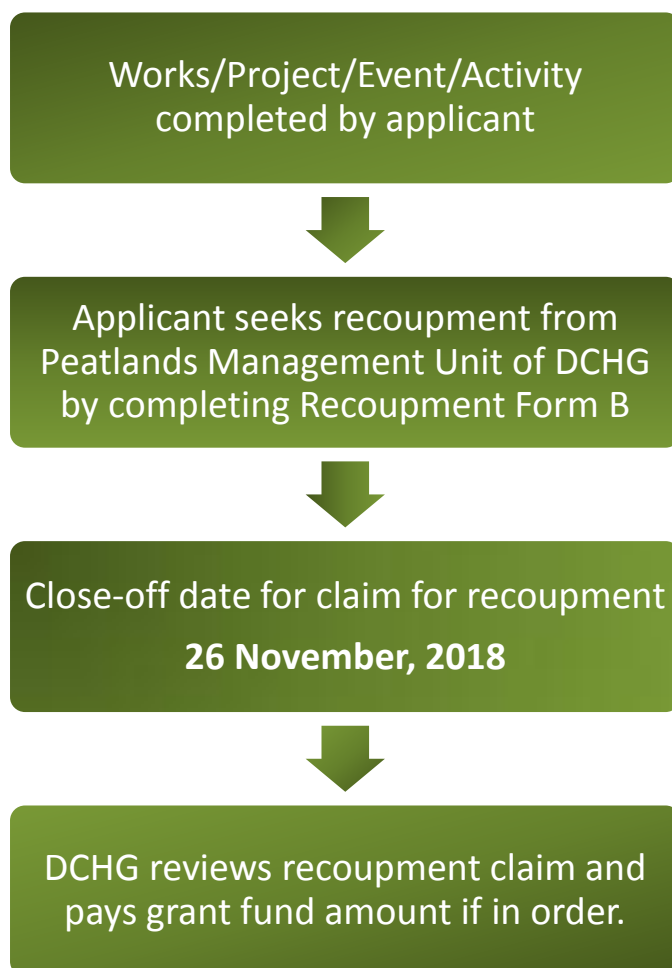 Works/Project/Event/Activity
completed by applicant
Applicant seeks recoupment from
Peatlands Management Unit of DCHG
by completing Recoupment Form B
Close-off date for claim for recoupment
26 November, 2018
DCHG reviews recoupment claim and
pays grant fund amount if in order.